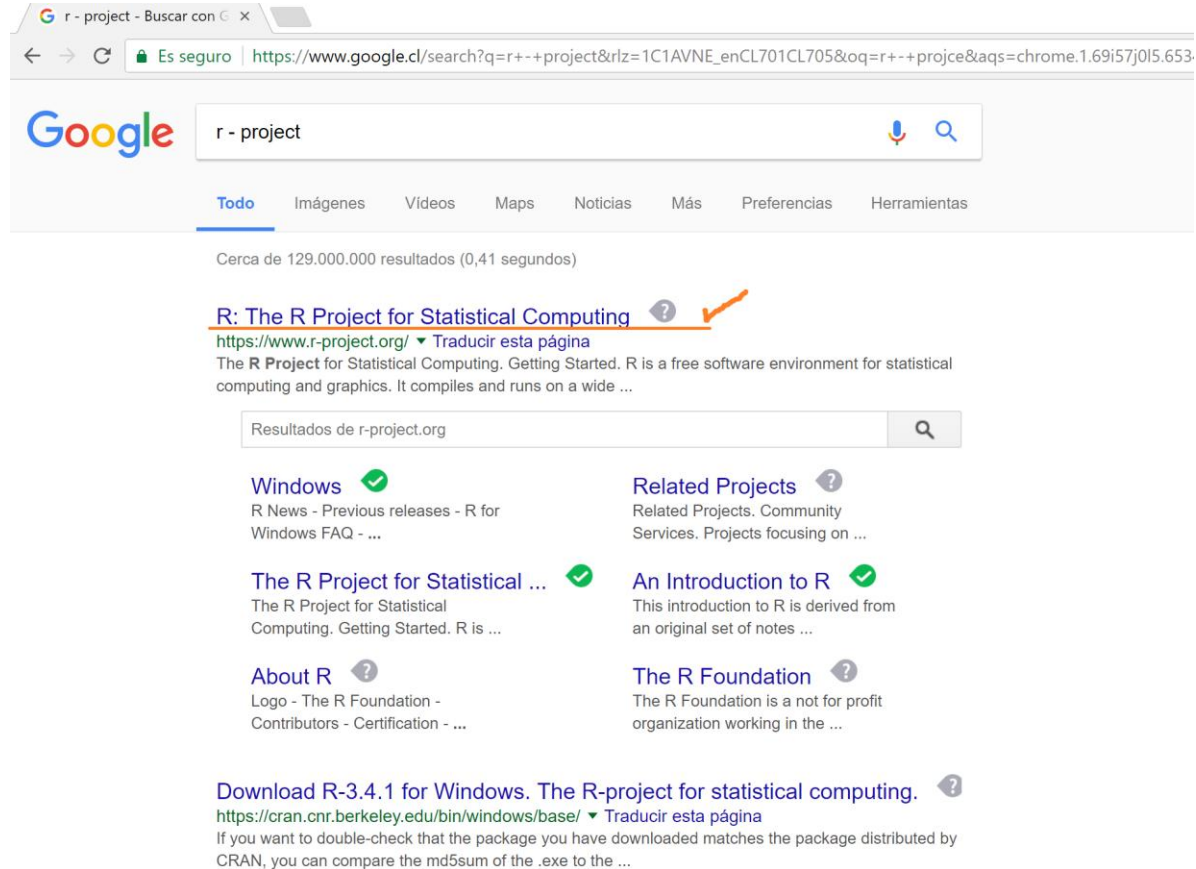 r - project - Buscar con G
Es seguro https://www.google.cl/search?q=r+-+project&rlz=1C1AVNE_enCL701CL705&oq=r+-+projce&aqs=chrome.1.69i57j0l5.653
Google
r - project
Todo Imágenes Vídeos Maps Noticias Más Preferencias Herramientas
Cerca de 129.000.000 resultados (0,41 segundos)
R: The R Project for Statistical Computing
https://www.r-project.org/ Traducir esta página
The R Project for Statistical Computing. Getting Started. R is a free software environment for statistical
computing and graphics. It compiles and runs on a wide ...
Resultados de r-project.org
Windows
R News - Previous releases - R for
Windows FAQ - ...
Related Projects
Related Projects. Community
Services. Projects focusing on ...
The R Project for Statistical ...
The R Project for Statistical
Computing. Getting Started. R is ...
An Introduction to R
This introduction to R is derived from
an original set of notes ...
About R
Logo - The R Foundation -
Contributors - Certification - ...
The R Foundation
The R Foundation is a not for profit
organization working in the ...
Download R-3.4.1 for Windows. The R-project for statistical computing.
https://cran.cnr.berkeley.edu/bin/windows/base/ Traducir esta página
If you want to double-check that the package you have downloaded matches the package distributed by
CRAN, you can compare the md5sum of the .exe to the ...